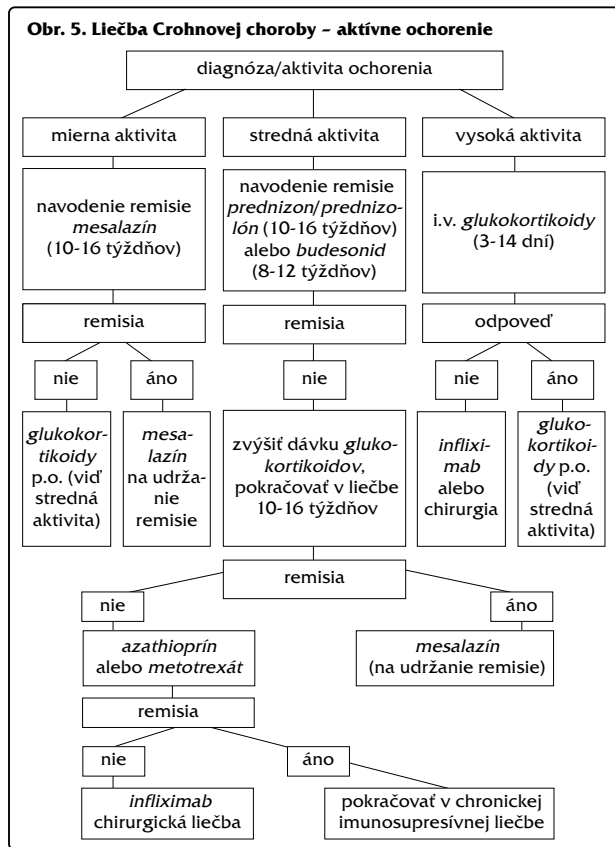 Obr. 5. Liečba Crohnovej choroby – aktívne ochorenie
diagnóza/aktivita ochorenia
mierna aktivita
stredná aktivita
vysoká aktivita
navodenie remisie
mesalazín
(10-16 týždňov)
navodenie remisie
prednizon/prednizo-
lón (10-16 týždňov)
alebo budesonid
(8-12 týždňov)
i.v. glukokortikoidy
(3-14 dní)
remisia
remisia
odpoveď
nie
áno
nie
nie
áno
glukokor-
tikoidy
p.o. (viď
stredná
aktivita)
mesa-
lazín
na udrža-
nie
remisie
zvýšiť dávku gluko-
kortikoidov,
pokračovať v liečbe
10-16 týždňov
inflixi-
mab
alebo
chirurgia
gluko-
kortikoi-
dy p.o.
(viď
stredná
aktivita)
remisia
nie
áno
azathioprín
alebo metotrexát
mesalazín
(na udržanie remisie)
remisia
nie
áno
infliximab
chirurgická liečba
pokračovať v chronickej
imunosupresívnej liečbe